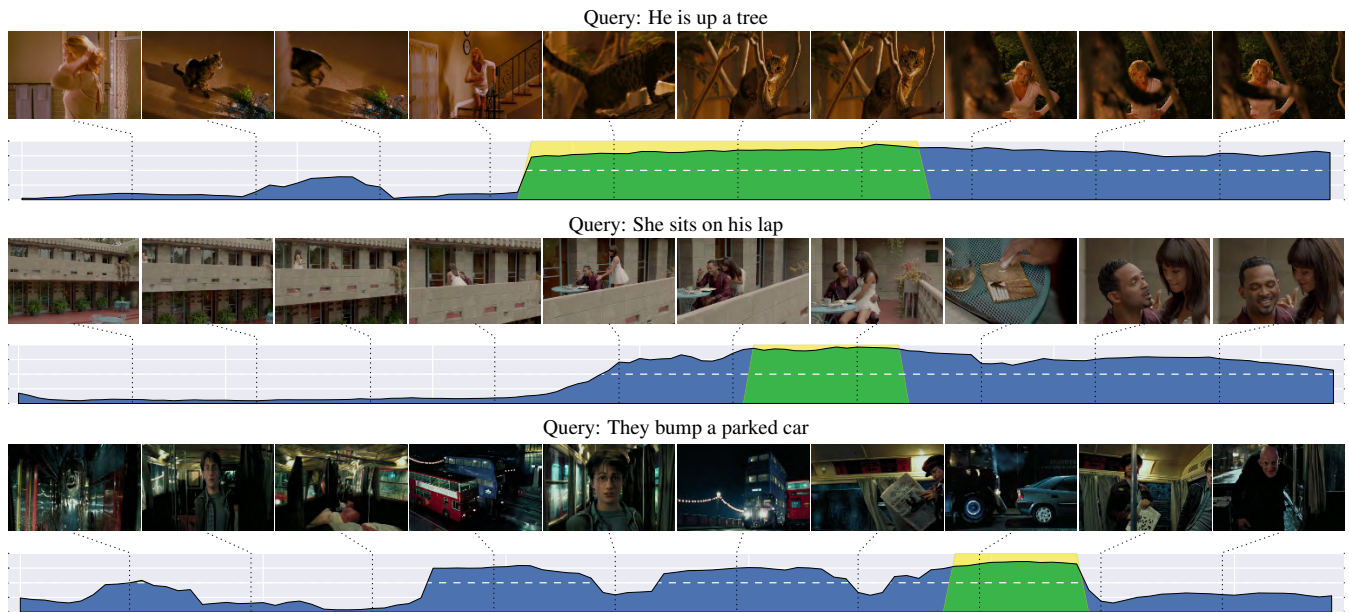 Query: He is up a tree
Query: She sits on his lap
Query: They bump a parked car